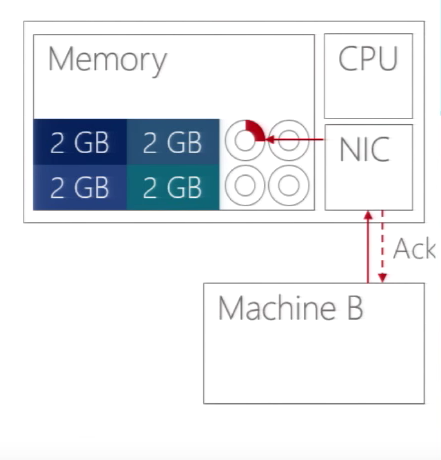 Memory
CPU
2 GB 2 GB
NIC
2 GB 2 GB
Ack
Machine B